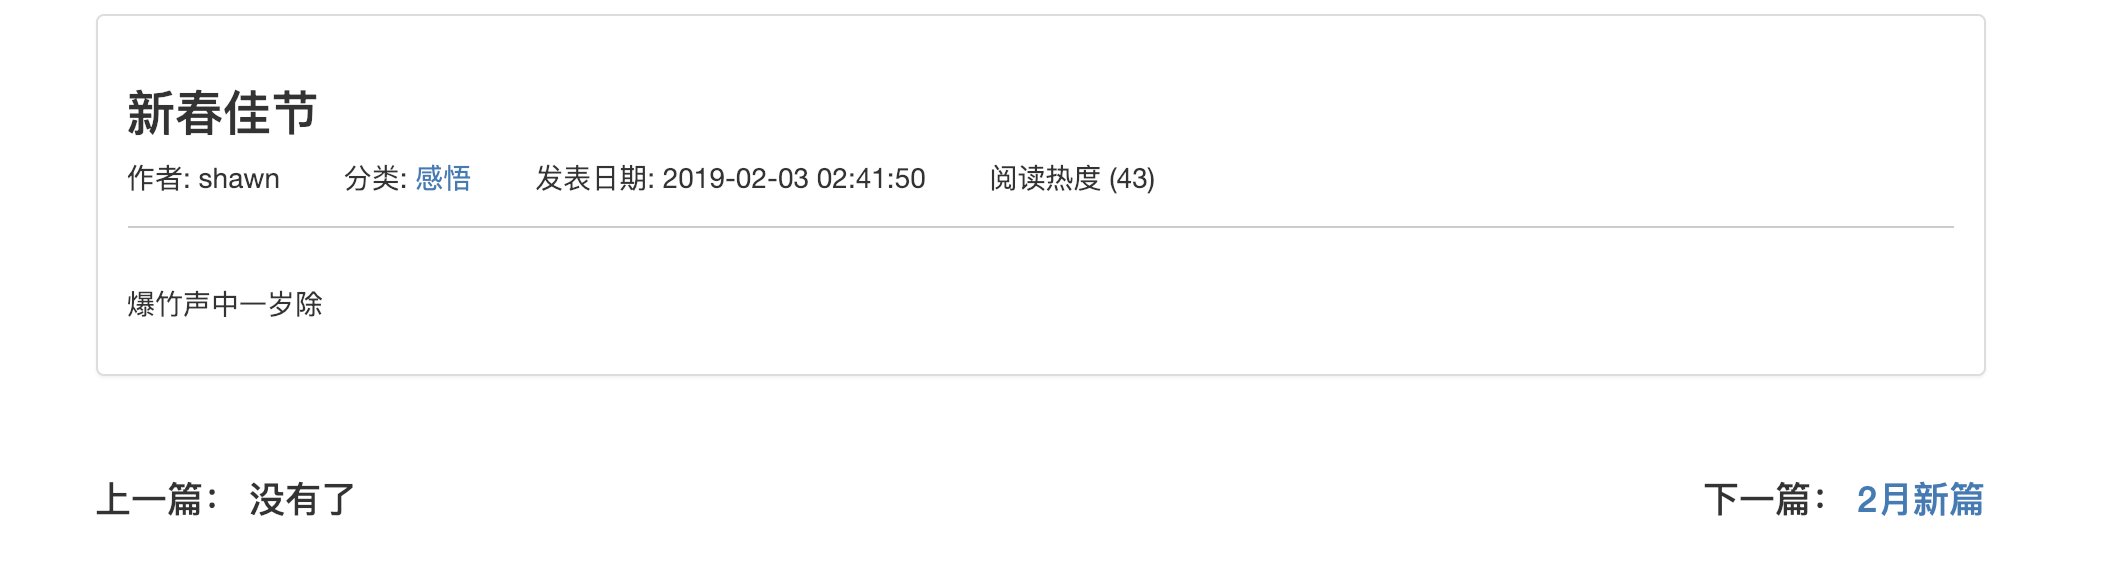 新春佳节
作者: shawn 分类: 感悟 发表日期: 2019-02-03 02:41:50 阅读热度 (43)
爆竹声中一岁除
上一篇： 没有了 下一篇： 2月新篇